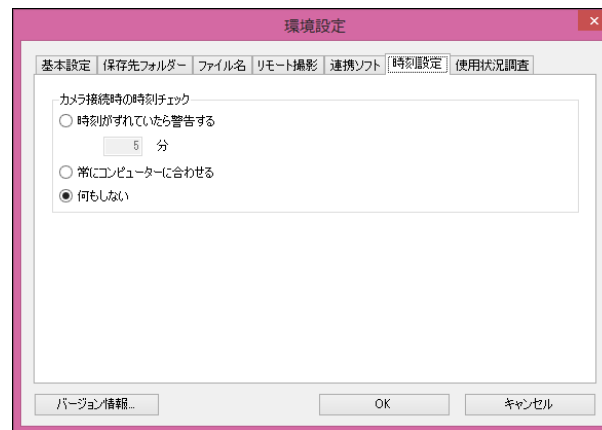 環境設定
基本設定 保存先フォルダー ファイル名 リモート撮影 連携ソフト 時刻設定 使用状況調査
カメラ接続時の時刻チェック
時刻がずれていたら警告する
5 分
常にコンピューターに合わせる
何もしない
バージョン情報... OK キャンセル